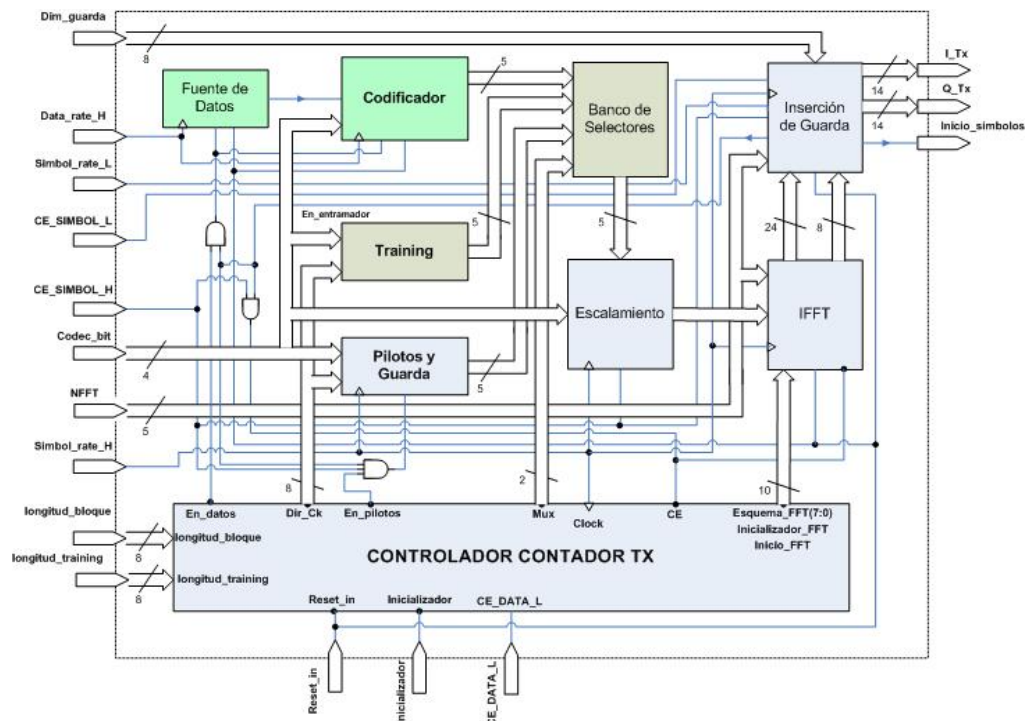 Dim_guarda
8
I_Tx
14
Q_Tx
14
Inicio_simbolos
Fuente de
Datos
Codificador
5
Banco de
Selectores
Inserción
de Guarda
Data_rate_H
Simbol_rate_L
CE_SIMBOL_L
En_entramador
Training
5
5
24
8
CE_SIMBOL_H
Escalamiento
IFFT
Codec_bit
4
Pilotos y
Guarda
5
NFFT
5
Simbol_rate_H
8
2
10
longitud_bloque
8
longitud_training
8
En_datos
Dir_Ck
En_pilotos
Mux
Clock
CE
Esquema_FFT(7:0)
Inicializador_FFT
Inicio_FFT
longitud_bloque
CONTROLADOR CONTADOR TX
longitud_training
Reset_in
Inicializador
CE_DATA_L
Reset_in
Inicializador
CE_DATA_L